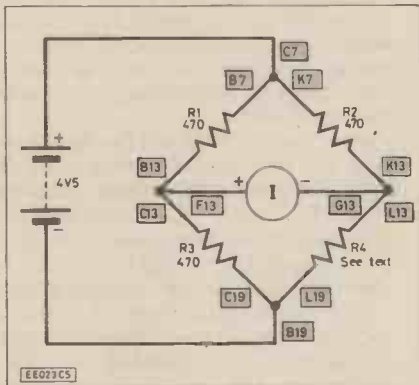 C7
B7
K7
R1
470
R2
470
+
4V5
-
B13
K13
+
I
-
C13
F13
G13
L13
R3
470
R4
See text
C19
L19
B19
EE023C5